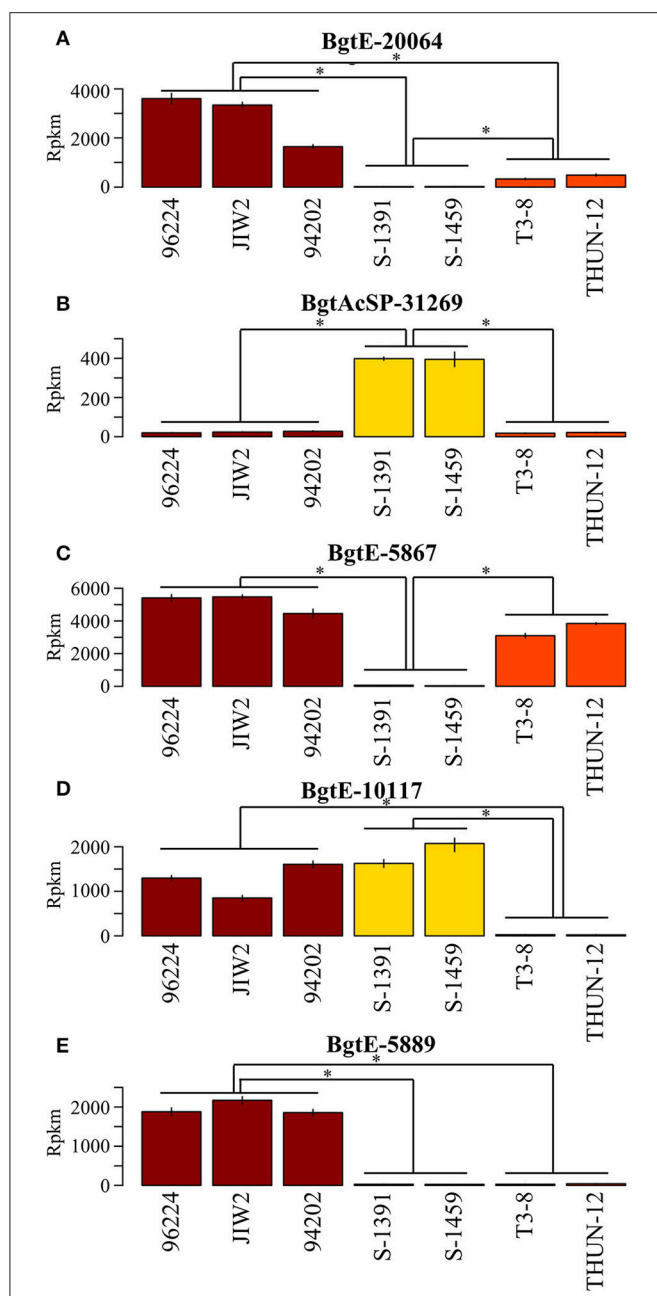 A
BgtE-20064
*
*
*
Rpkm
4000
2000
0
96224
JIW2
94202
S-1391
S-1459
T3-8
THUN-12
B
BgtAcSP-31269
*
*
Rpkm
400
200
0
96224
JIW2
94202
S-1391
S-1459
T3-8
THUN-12
C
BgtE-5867
*
*
Rpkm
6000
4000
2000
0
96224
JIW2
94202
S-1391
S-1459
T3-8
THUN-12
D
BgtE-10117
*
*
Rpkm
2000
1000
0
96224
JIW2
94202
S-1391
S-1459
T3-8
THUN-12
E
BgtE-5889
*
*
Rpkm
2000
1000
0
96224
JIW2
94202
S-1391
S-1459
T3-8
THUN-12